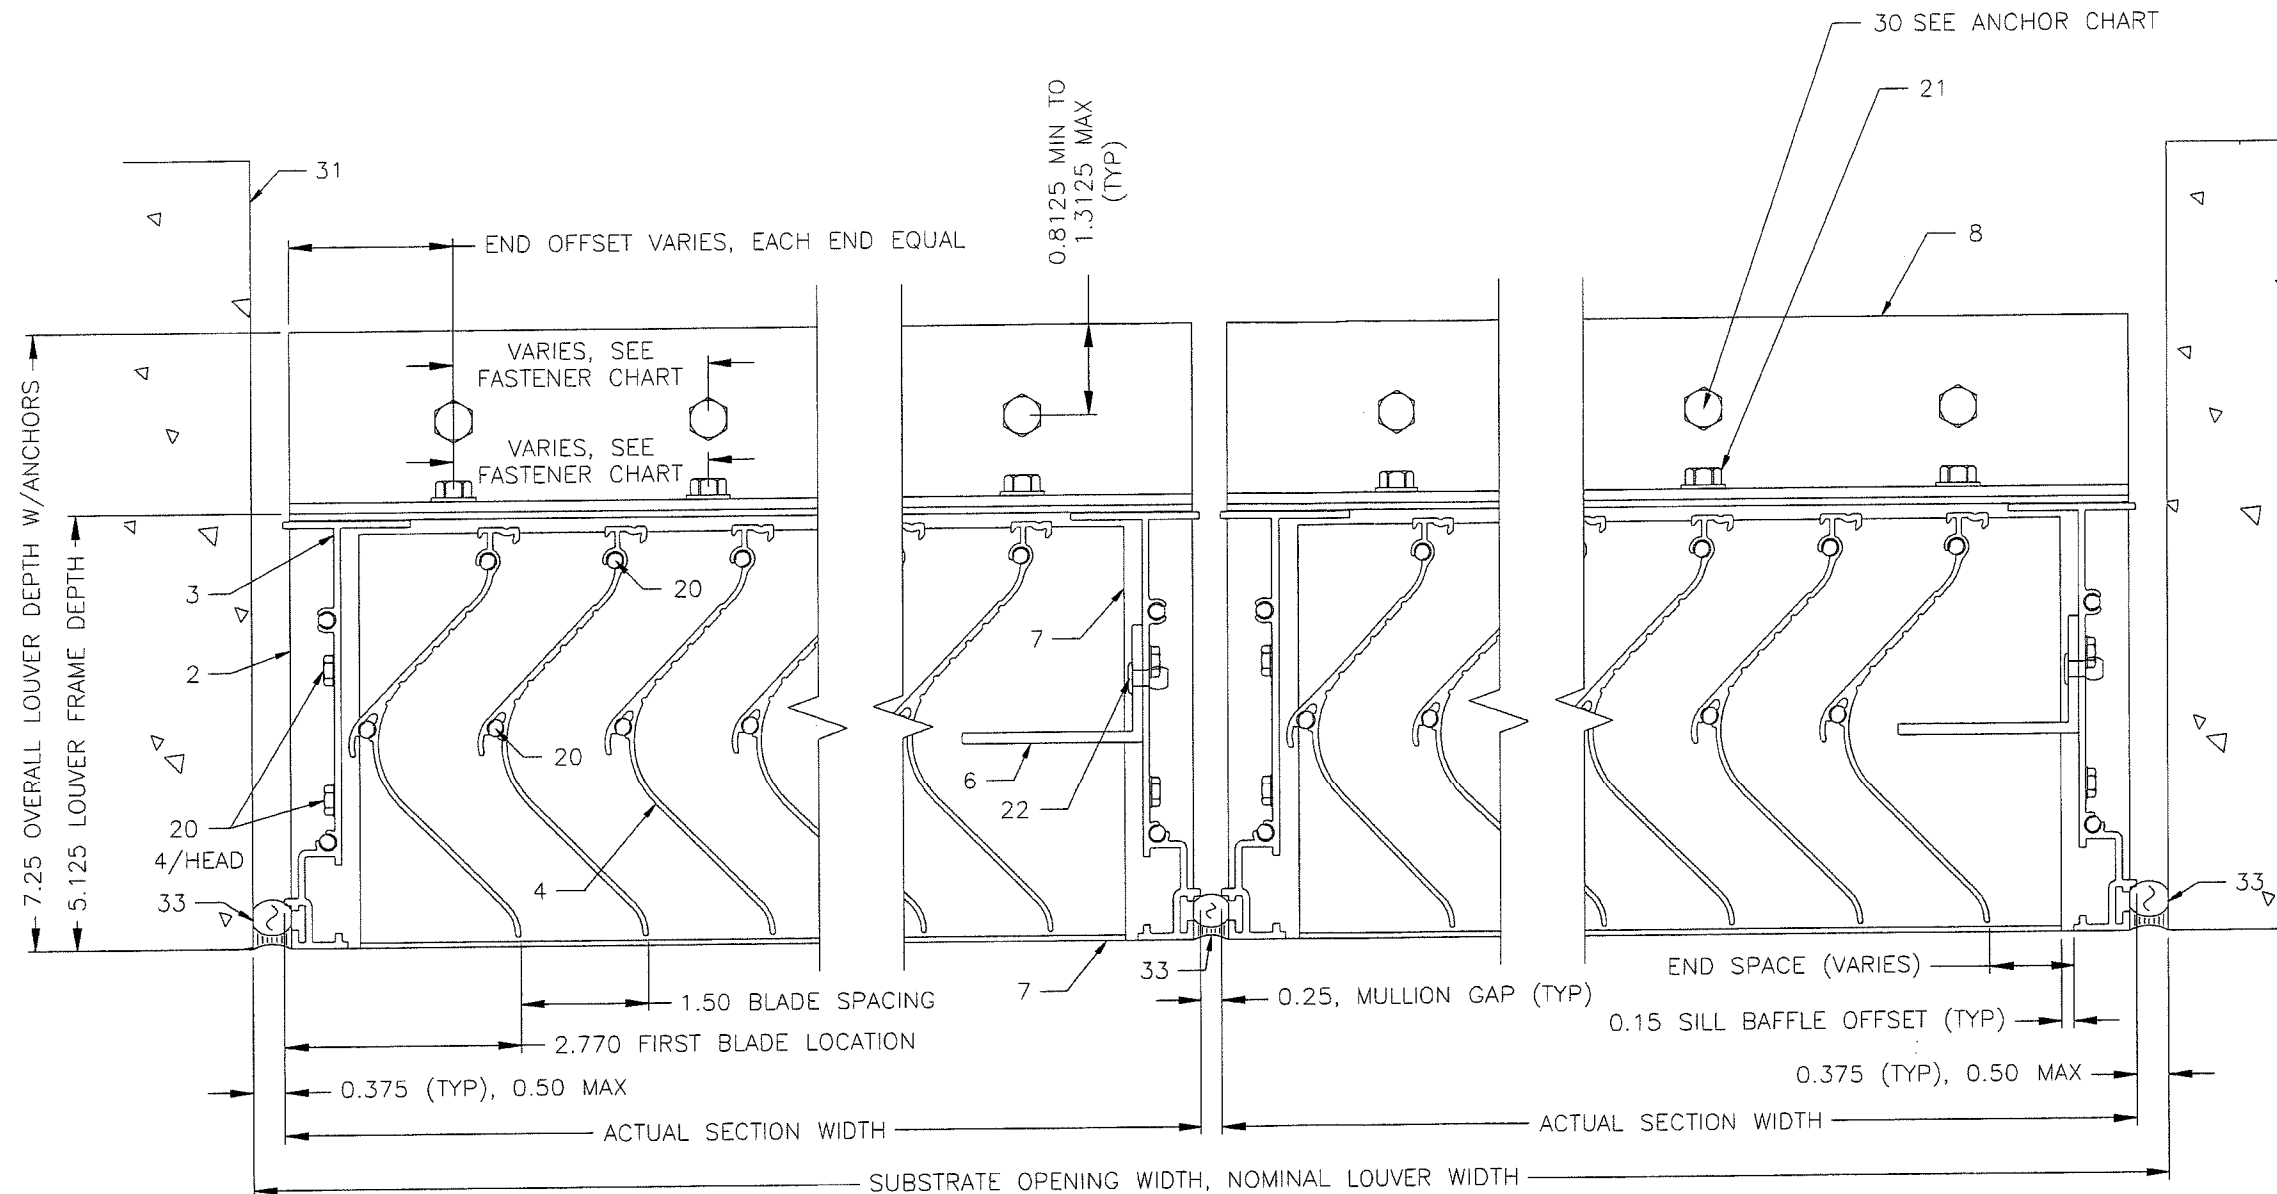 30 SEE ANCHOR CHART
21
31
8
0.8125 MIN TO
1.3125 MAX
(TYP)
END OFFSET VARIES, EACH END EQUAL
VARIES, SEE
FASTENER CHART
VARIES, SEE
FASTENER CHART
7.25 OVERALL LOUVER DEPTH W/ANCHORS
5.125 LOUVER FRAME DEPTH
3
20
7
2
20
6
22
20
4/HEAD
4
33
33
33
7
END SPACE (VARIES)
1.50 BLADE SPACING
0.25, MULLION GAP (TYP)
0.15 SILL BAFFLE OFFSET (TYP)
2.770 FIRST BLADE LOCATION
0.375 (TYP), 0.50 MAX
0.375 (TYP), 0.50 MAX
ACTUAL SECTION WIDTH
ACTUAL SECTION WIDTH
SUBSTRATE OPENING WIDTH, NOMINAL LOUVER WIDTH